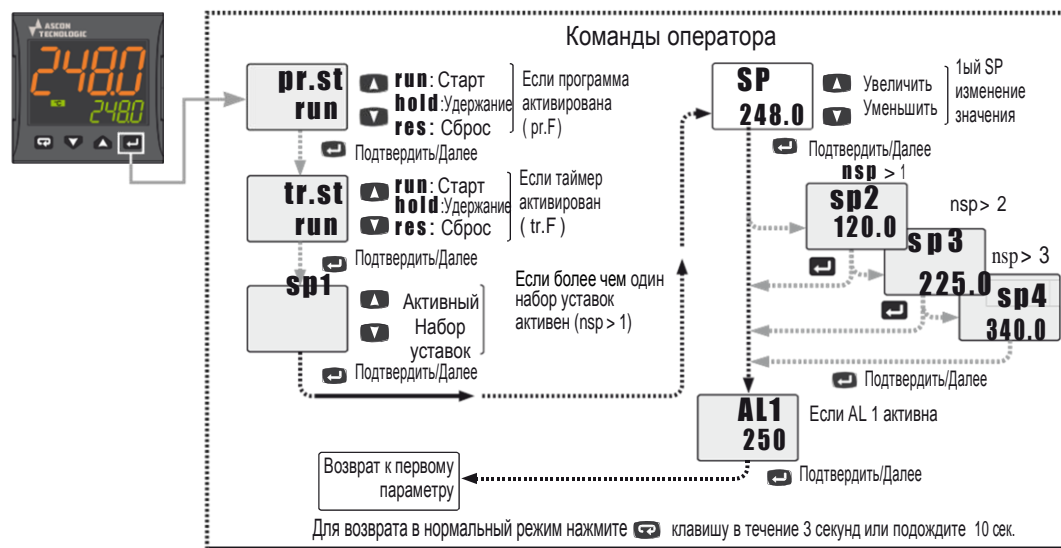 ASCON
TECNOLOGIC
248.0
°C
248.0
Команды оператора
pr.st
run
run: Старт
hold:Удержание
res: Сброс
Если программа
активирована
( pr.F)
Подтвердить/Далее
tr.st
run
run: Старт
hold:Удержание
res: Сброс
Если таймер
активирован
( tr.F )
Подтвердить/Далее
sp1
Активный
Набор
уставок
Подтвердить/Далее
Если более чем один
набор уставок
активен (nsp > 1)
SP
248.0
Увеличить
Уменьшить
1ый SP
изменение
значения
Подтвердить/Далее
nsp > 1
sp2
120.0
nsp> 2
sp3
225.0
nsp> 3
sp4
340.0
Подтвердить/Далее
AL1
250
Если AL 1 активна
Подтвердить/Далее
Возврат к первому
параметру
Для возврата в нормальный режим нажмите клавишу в течение 3 секунд или подождите 10 сек.